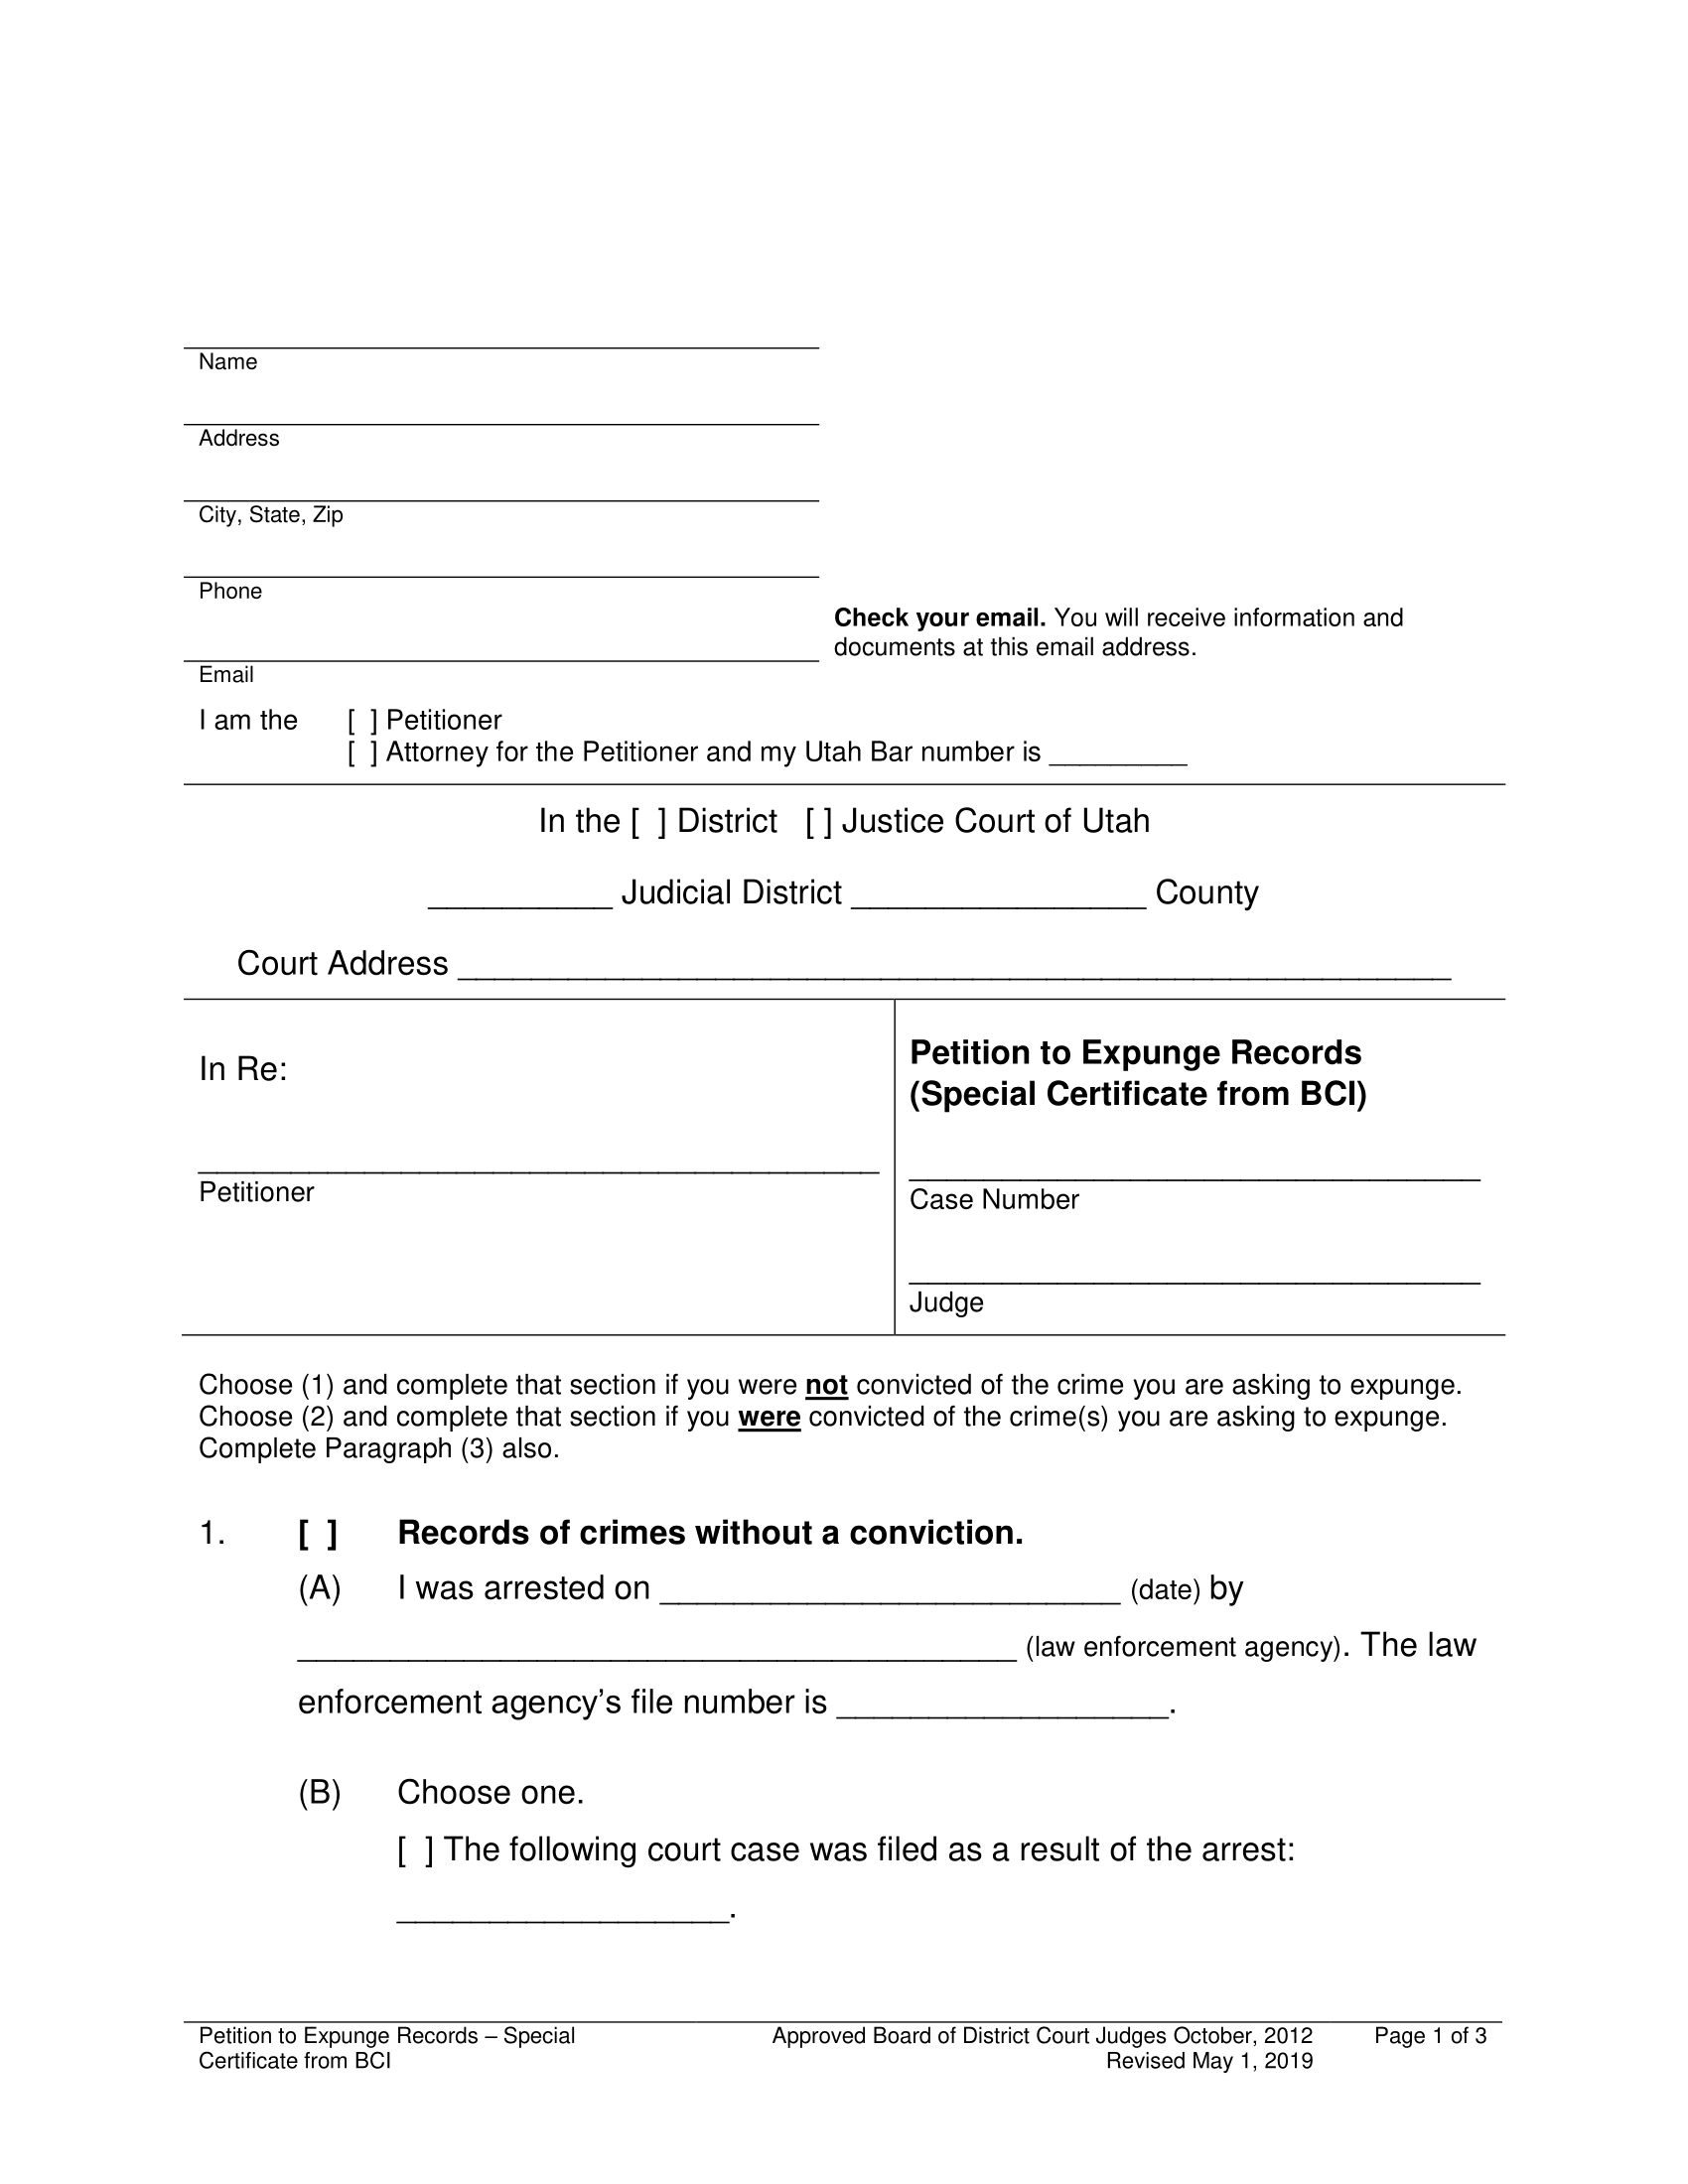 Name
Address
City, State, Zip
Phone
Check your email. You will receive information and
documents at this email address.
Email
I am the [ ] Petitioner
[ ] Attorney for the Petitioner and my Utah Bar number is _________
In the [ ] District [ ] Justice Court of Utah
__________ Judicial District ________________ County
Court Address ______________________________________________________
In Re:
Petition to Expunge Records
(Special Certificate from BCI)
_____________________________________
Petitioner
_______________________________
Case Number
_______________________________
Judge
Choose (1) and complete that section if you were not convicted of the crime you are asking to expunge.
Choose (2) and complete that section if you were convicted of the crime(s) you are asking to expunge.
Complete Paragraph (3) also.
1. [ ] Records of crimes without a conviction.
(A) I was arrested on _________________________ (date) by
_______________________________________ (law enforcement agency). The law
enforcement agency’s file number is __________________.
(B) Choose one.
[ ] The following court case was filed as a result of the arrest:
__________________.
Petition to Expunge Records – Special Approved Board of District Court Judges October, 2012 Page 1 of 3
Certificate from BCI Revised May 1, 2019